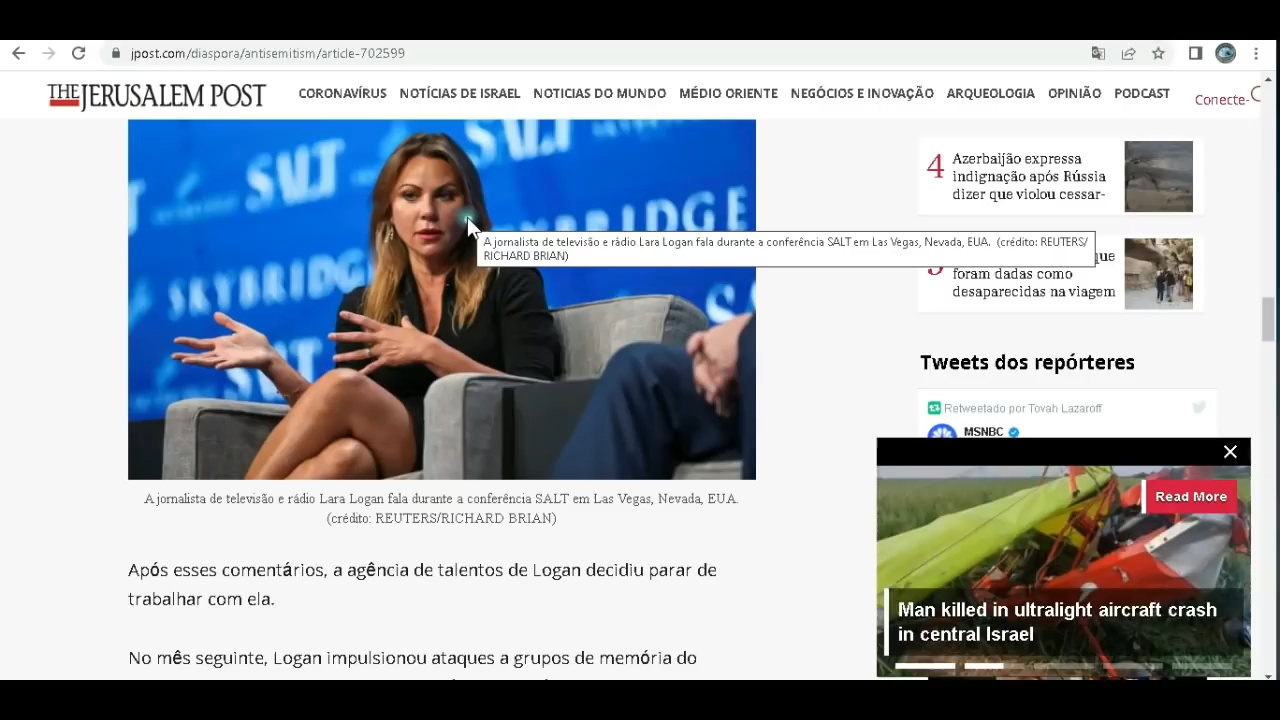 jpost.com/diaspora/antisemitism/article-702599
THE JERUSALEM POST
CORONAVÍRUS NOTÍCIAS DE ISRAEL NOTICIAS DO MUNDO MÉDIO ORIENTE NEGÓCIOS E INOVAÇÃO ARQUEOLOGIA OPINIÃO PODCAST
Conecte-
SALT
SKYBRIDGE
A jornalista de televisão e rádio Lara Logan fala durante a conferência SALT em Las Vegas, Nevada, EUA. (crédito: REUTERS/
RICHARD BRIAN)
A jornalista de televisão e rádio Lara Logan fala durante a conferência SALT em Las Vegas, Nevada, EUA.
(crédito: REUTERS/RICHARD BRIAN)
Após esses comentários, a agência de talentos de Logan decidiu parar de
trabalhar com ela.
No mês seguinte, Logan impulsionou ataques a grupos de memória do
4
Azerbaijão expressa
indignação após Rússia
dizer que violou cessar-
que
foram dadas como
desaparecidas na viagem
Tweets dos repórteres
Retweetado por Tovah Lazaroff
MSNBC
Read More
Man killed in ultralight aircraft crash
in central Israel